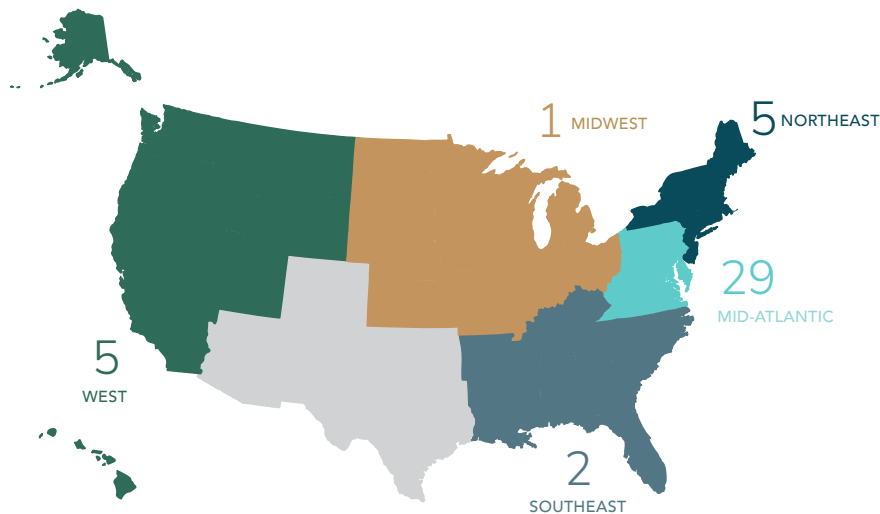 1 MIDWEST
5 NORTHEAST
29
MID-ATLANTIC
5
WEST
2
SOUTHEAST